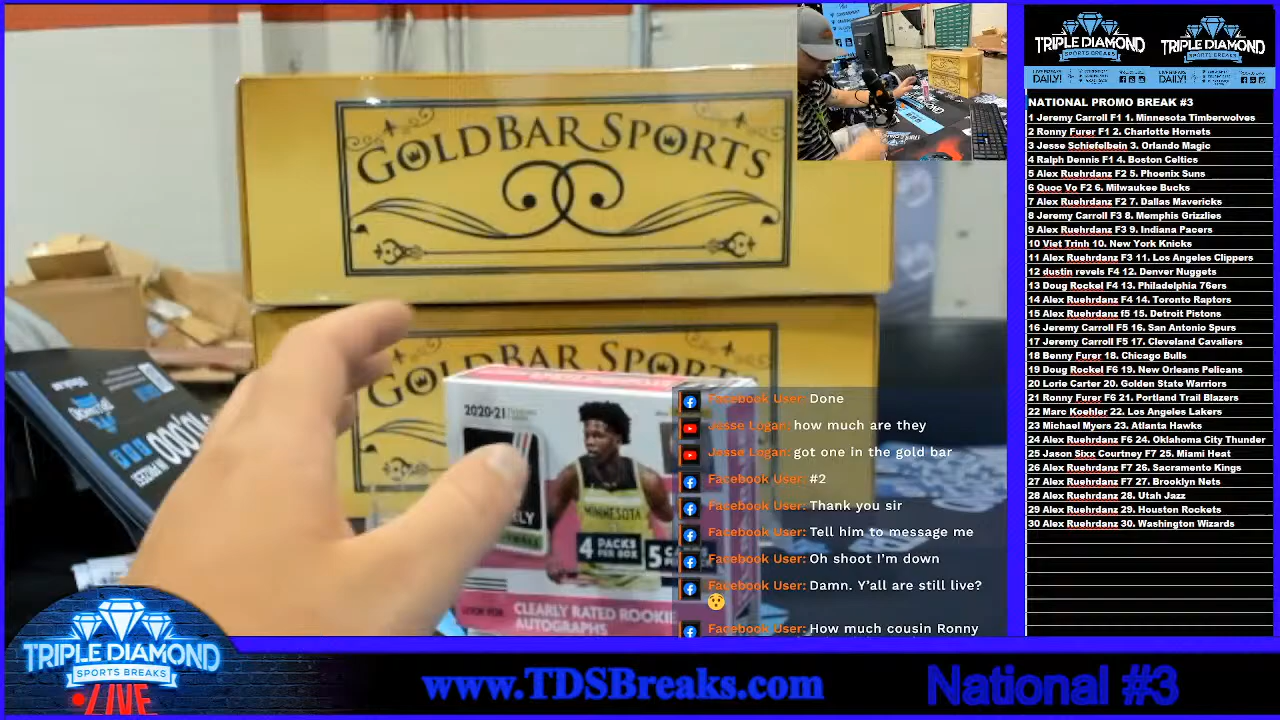 GOLDBAR SPORTS
GOLDBAR SPORTS
2020-21
MINNESOTA
4 PACKS
PER BOX
5
CLEARLY RATED ROOKIE
AUTOGRAPHS
Facebook User: Done
Jesse Logan: how much are they
Jesse Logan: got one in the gold bar
Facebook User: #2
Facebook User: Thank you sir
Facebook User: Tell him to message me
Facebook User: Oh shoot I'm down
Facebook User: Damn. Y'all are still live?
😯
Facebook User: How much cousin Ronny
TRIPLE DIAMOND
SPORTS BREAKS
TRIPLE DIAMOND
SPORTS BREAKS
LIVE BREAKS
DAILY!
LIVE BREAKS
DAILY!
NATIONAL PROMO BREAK #3
1 Jeremy Carroll F1 1. Minnesota Timberwolves
2 Ronny Furer F1 2. Charlotte Hornets
3 Jesse Schiefelbein 3. Orlando Magic
4 Ralph Dennis F1 4. Boston Celtics
5 Alex Ruehrdanz F2 5. Phoenix Suns
6 Quoc Vo F2 6. Milwaukee Bucks
7 Alex Ruehrdanz F2 7. Dallas Mavericks
8 Jeremy Carroll F3 8. Memphis Grizzlies
9 Alex Ruehrdanz F3 9. Indiana Pacers
10 Viet Trinh 10. New York Knicks
11 Alex Ruehrdanz F3 11. Los Angeles Clippers
12 dustin revels F4 12. Denver Nuggets
13 Doug Rockel F4 13. Philadelphia 76ers
14 Alex Ruehrdanz F4 14. Toronto Raptors
15 Alex Ruehrdanz f5 15. Detroit Pistons
16 Jeremy Carroll F5 16. San Antonio Spurs
17 Jeremy Carroll F5 17. Cleveland Cavaliers
18 Benny Furer 18. Chicago Bulls
19 Doug Rockel F6 19. New Orleans Pelicans
20 Lorie Carter 20. Golden State Warriors
21 Ronny Furer F6 21. Portland Trail Blazers
22 Marc Koehler 22. Los Angeles Lakers
23 Michael Myers 23. Atlanta Hawks
24 Alex Ruehrdanz F6 24. Oklahoma City Thunder
25 Jason Sixx Courtney F7 25. Miami Heat
26 Alex Ruehrdanz F7 26. Sacramento Kings
27 Alex Ruehrdanz F7 27. Brooklyn Nets
28 Alex Ruehrdanz 28. Utah Jazz
29 Alex Ruehrdanz 29. Houston Rockets
30 Alex Ruehrdanz 30. Washington Wizards
TRIPLE DIAMOND
SPORTS BREAKS
LIVE
www.TDSBreaks.com
National #3